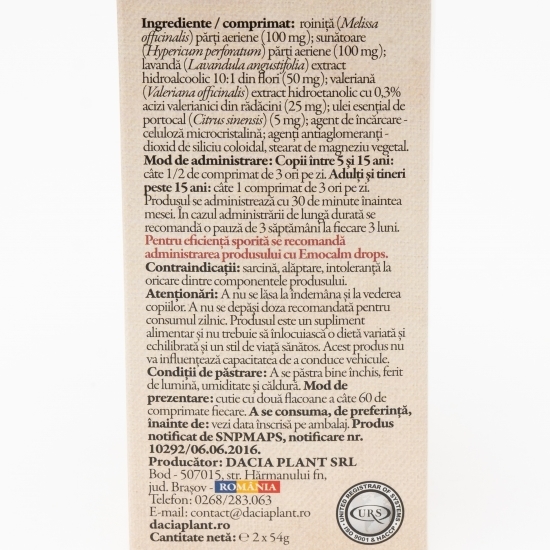 Ingrediente / comprimat: roiniță (Melissa
officinalis) părți aeriene (100 mg); sunătoare
(Hypericum perforatum) părți aeriene (100 mg);
lavandă (Lavandula angustifolia) extract
hidroalcoolic 10:1 din flori (50 mg); valeriană
(Valeriana officinalis) extract hidroetanolic cu 0,3%
acizi valerianici din rădăcini (25 mg); ulei esențial de
portocal (Citrus sinensis) (5 mg); agent de încărcare -
celuloză microcristalină; agenți antiaglomeranți -
dioxid de siliciu coloidal, stearat de magneziu vegetal.
Mod de administrare: Copii între 5 și 15 ani:
câte 1/2 de comprimat de 3 ori pe zi. Adulți și tineri
peste 15 ani: câte 1 comprimat de 3 ori pe zi.
Produsul se administrează cu 30 de minute înaintea
mesei. În cazul administrării de lungă durată se
recomandă o pauză de 3 săptămâni la fiecare 3 luni.
Pentru eficiență sporită se recomandă
administrarea produsului cu Emocalm drops.
Contraindicații: sarcină, alăptare, intoleranță la
oricare dintre componentele produsului.
Atenționări: A nu se lăsa la îndemâna și la vederea
copiilor. A nu se depăși doza recomandată pentru
consumul zilnic. Produsul este un supliment
alimentar și nu trebuie să înlocuiască o dietă variată și
echilibrată și un stil de viață sănătos. Acest produs nu
va influențează capacitatea de a conduce vehicule.
Condiții de păstrare: A se păstra bine închis, ferit
de lumină, umiditate și căldură. Mod de
prezentare: cutie cu două flacoane a câte 60 de
comprimate fiecare. A se consuma, de preferință,
înainte de: vezi data înscrisă pe ambalaj. Produs
notificat de SNPMAPS, notificare nr.
10292/06.06.2016.
Producător: DACIA PLANT SRL
Bod - 507015, str. Hărmanului fn,
jud. Brașov - ROMÂNIA
Telefon: 0268/283.063
E-mail: contact@daciaplant.ro
daciaplant.ro
Cantitate netă: ℮ 2 x 54g
UNITED REGISTRAR OF SYSTEMS
URS
ISO 9001 & HACCP